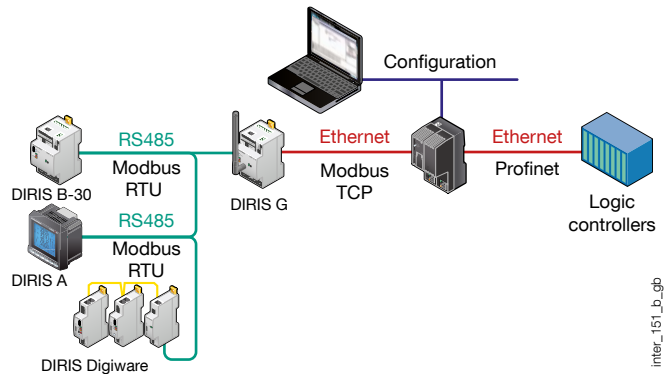 Configuration
RS485
Modbus
RTU
DIRIS B-30
Ethernet
Modbus
TCP
DIRIS G
Ethernet
Profinet
Logic
controllers
RS485
Modbus
RTU
DIRIS A
DIRIS Digiware
inter_151_b_gb